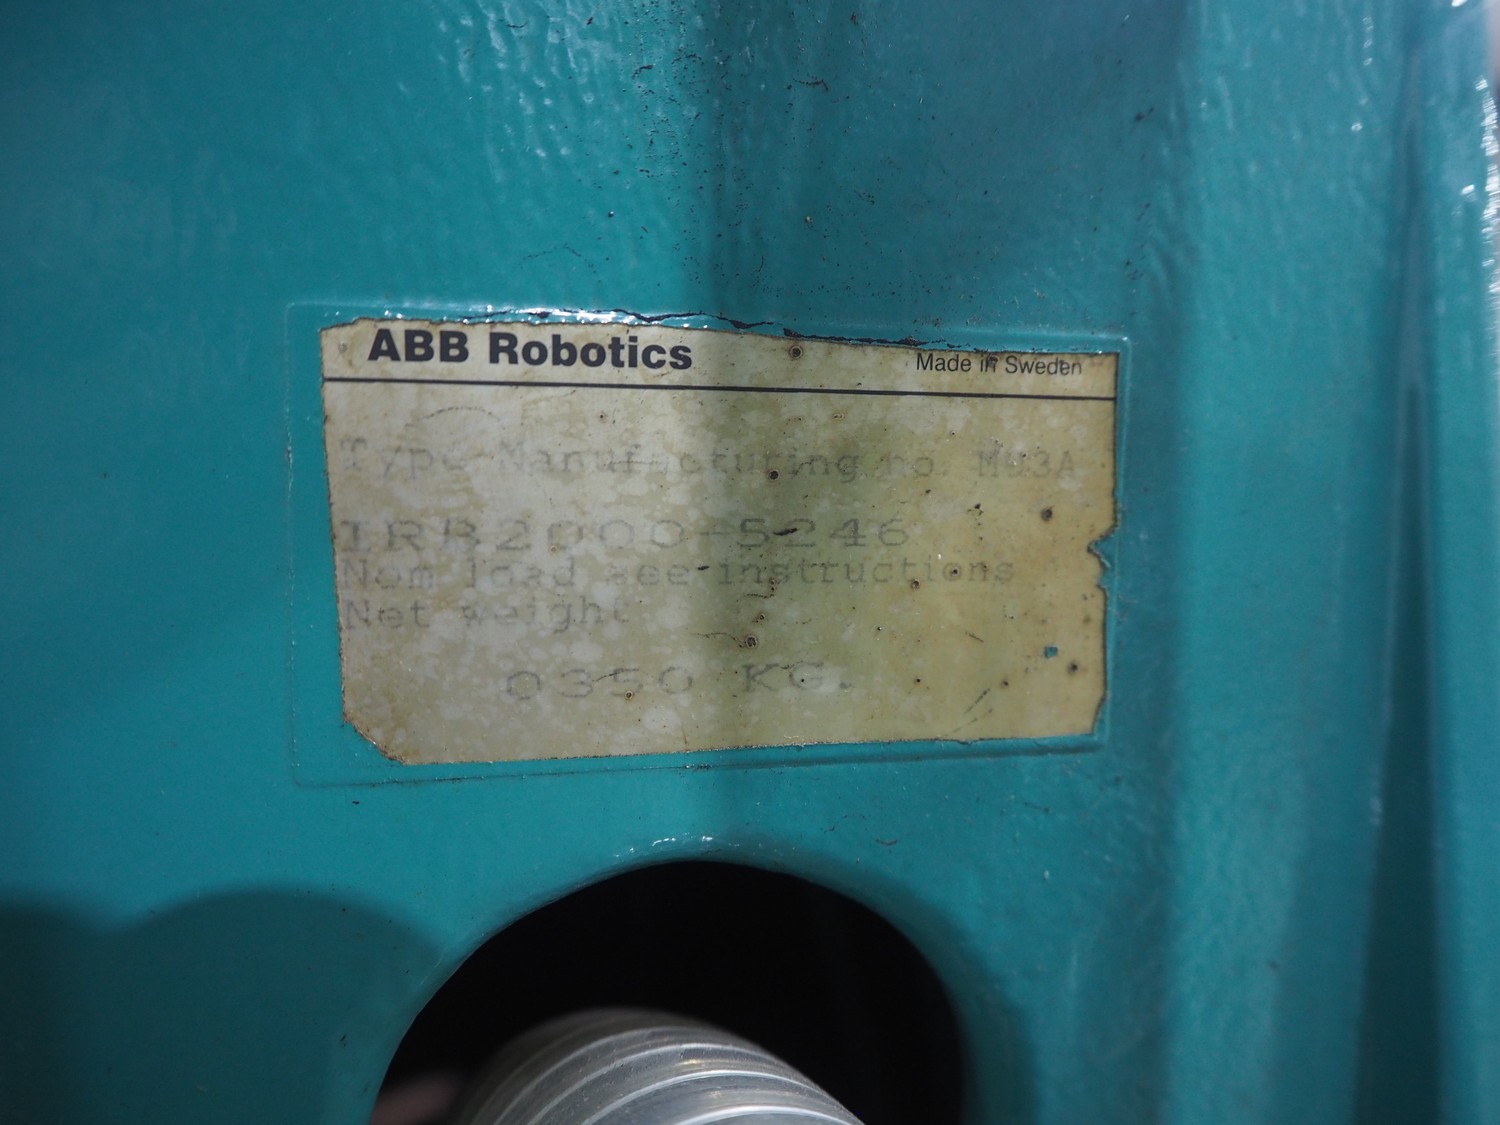 ABB Robotics Made in Sweden
Type Manufacturing no. M93A
IRB2000-5246
Nom load see instructions
Net weight
0350 KG.